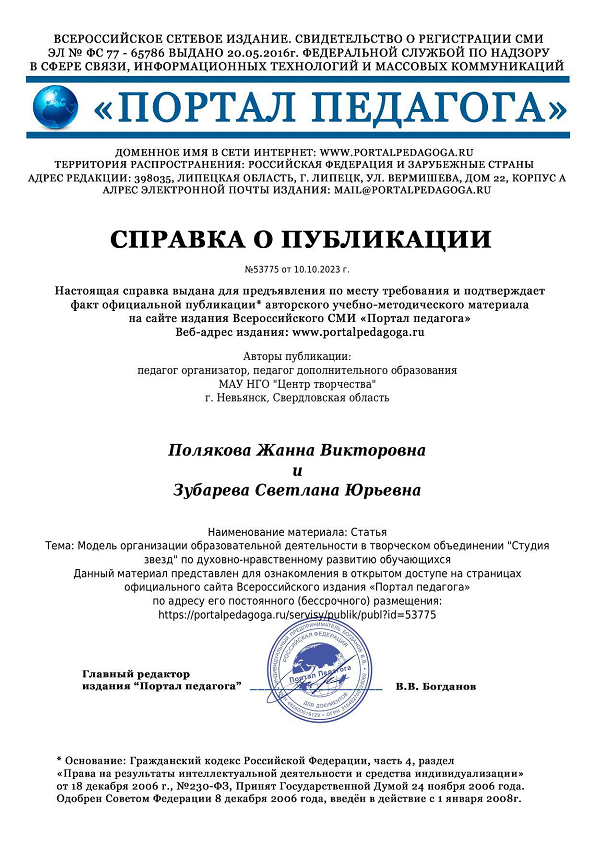 ВСЕРОССИЙСКОЕ СЕТЕВОЕ ИЗДАНИЕ. СВИДЕТЕЛЬСТВО О РЕГИСТРАЦИИ СМИ
ЭЛ № ФС 77 - 65786 ВЫДАНО 20.05.2016г. ФЕДЕРАЛЬНОЙ СЛУЖБОЙ ПО НАДЗОРУ
В СФЕРЕ СВЯЗИ, ИНФОРМАЦИОННЫХ ТЕХНОЛОГИЙ И МАССОВЫХ КОММУНИКАЦИЙ
«ПОРТАЛ ПЕДАГОГА»
ДОМЕННОЕ ИМЯ В СЕТИ ИНТЕРНЕТ: WWW.PORTALPEDAGOGA.RU
ТЕРРИТОРИЯ РАСПРОСТРАНЕНИЯ: РОССИЙСКАЯ ФЕДЕРАЦИЯ И ЗАРУБЕЖНЫЕ СТРАНЫ
АДРЕС РЕДАКЦИИ: 398035, ЛИПЕЦКАЯ ОБЛАСТЬ, Г. ЛИПЕЦК, УЛ. ВЕРМИШЕВА, ДОМ 22, КОРПУС А
АЛРЕС ЭЛЕКТРОННОЙ ПОЧТЫ ИЗДАНИЯ: MAIL@PORTALPEDAGOGA.RU
СПРАВКА О ПУБЛИКАЦИИ
№53775 от 10.10.2023 г.
Настоящая справка выдана для предъявления по месту требования и подтверждает
факт официальной публикации* авторского учебно-методического материала
на сайте издания Всероссийского СМИ «Портал педагога»
Веб-адрес издания: www.portalpedagoga.ru
Авторы публикации:
педагог организатор, педагог дополнительного образования
МАУ НГО "Центр творчества"
г. Невьянск, Свердловская область
Полякова Жанна Викторовна
и
Зубарева Светлана Юрьевна
Наименование материала: Статья
Тема: Модель организации образовательной деятельности в творческом объединении "Студия
звезд" по духовно-нравственному развитию обучающихся
Данный материал представлен для ознакомления в открытом доступе на страницах
официального сайта Всероссийского издания «Портал педагога»
по адресу его постоянного (бессрочного) размещения:
https://portalpedagoga.ru/servisy/publik/publ?id=53775
РОССИЙСКАЯ ФЕДЕРАЦИЯ
Портал Педагога
ДЛЯ ДОКУМЕНТОВ
Главный редактор
издания “Портал педагога” В.В. Богданов
* Основание: Гражданский кодекс Российской Федерации, часть 4, раздел
«Права на результаты интеллектуальной деятельности и средства индивидуализации»
от 18 декабря 2006 г., №230-ФЗ, Принят Государственной Думой 24 ноября 2006 года.
Одобрен Советом Федерации 8 декабря 2006 года, введён в действие с 1 января 2008г.